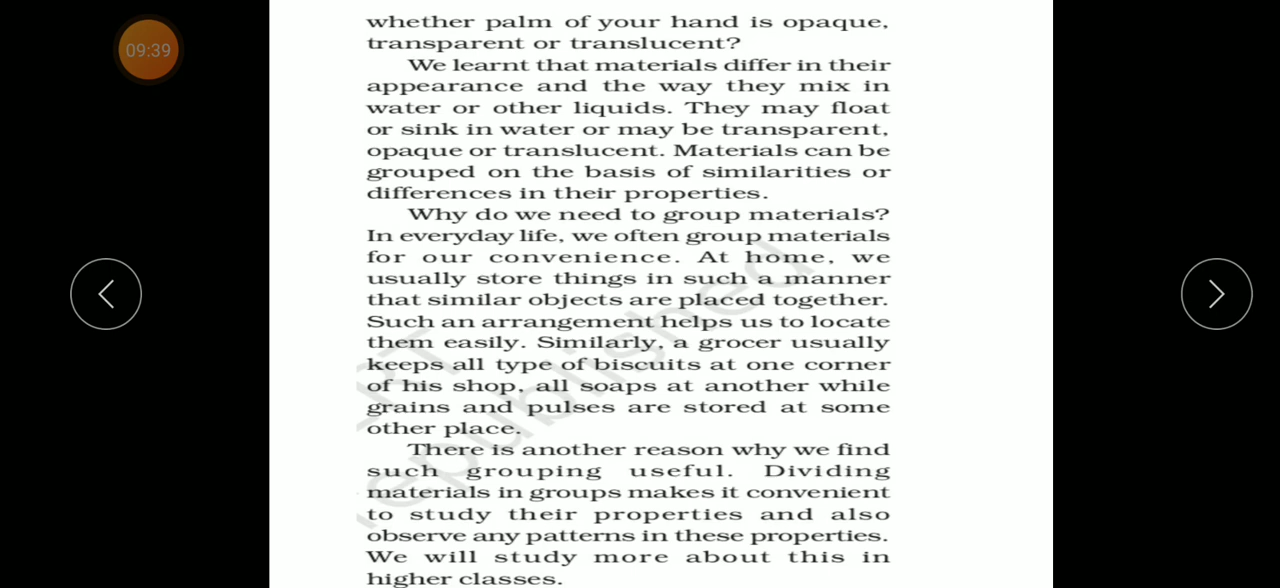 09:39
whether palm of your hand is opaque,
transparent or translucent?
We learnt that materials differ in their
appearance and the way they mix in
water or other liquids. They may float
or sink in water or may be transparent,
opaque or translucent. Materials can be
grouped on the basis of similarities or
differences in their properties.
Why do we need to group materials?
In everyday life, we often group materials
for our convenience. At home, we
usually store things in such a manner
that similar objects are placed together.
Such an arrangement helps us to locate
them easily. Similarly, a grocer usually
keeps all type of biscuits at one corner
of his shop, all soaps at another while
grains and pulses are stored at some
other place.
There is another reason why we find
such grouping useful. Dividing
materials in groups makes it convenient
to study their properties and also
observe any patterns in these properties.
We will study more about this in
higher classes.